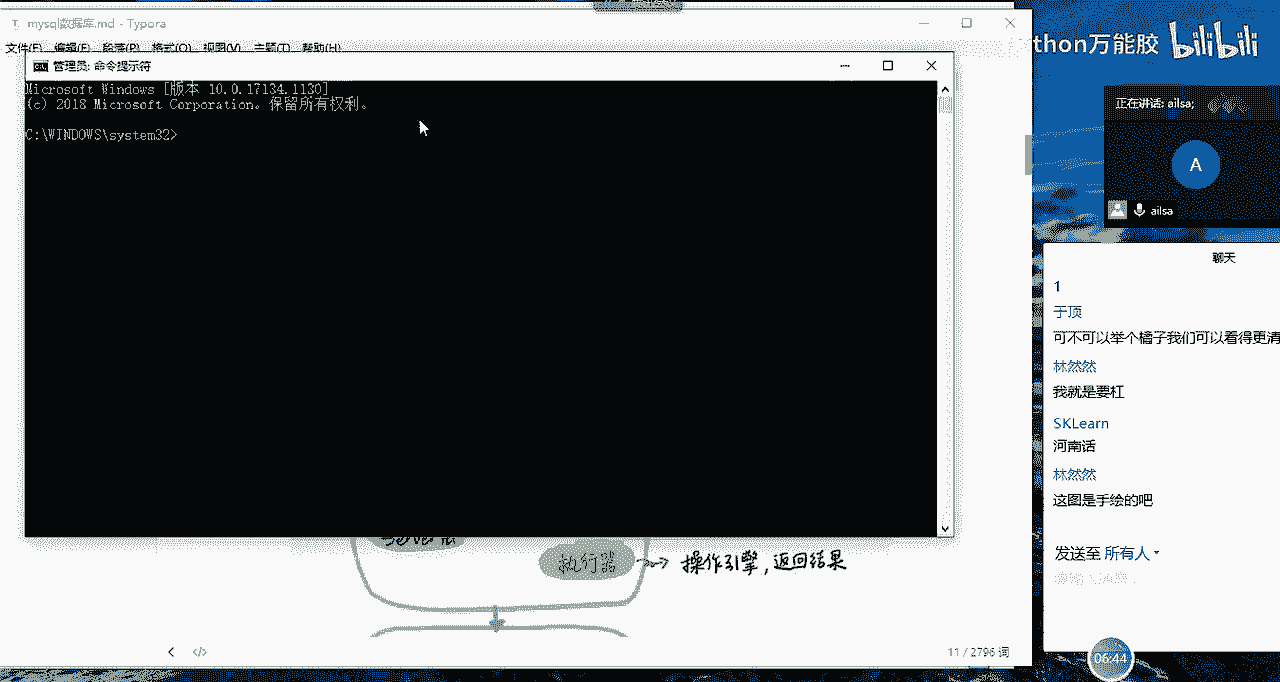 mysql数据库.md - Typora
文件(F) 编辑(E) 段落(P) 格式(O) 视图(V) 主题(T) 帮助(H)
管理员: 命令提示符
Microsoft Windows [版本 10.0.17134.1130]
(c) 2018 Microsoft Corporation。保留所有权利。
C:\WINDOWS\system32>
执行器
操作引擎,返回结果
11 / 2796 词
thon万能胶 bilibili
正在讲话: ailsa;
A
ailsa
聊天
1
于顶
可不可以举个橘子我们可以看得更清
林然然
我就是要杠
SKLearn
河南话
林然然
这图是手绘的吧
发送至 所有人
06:44